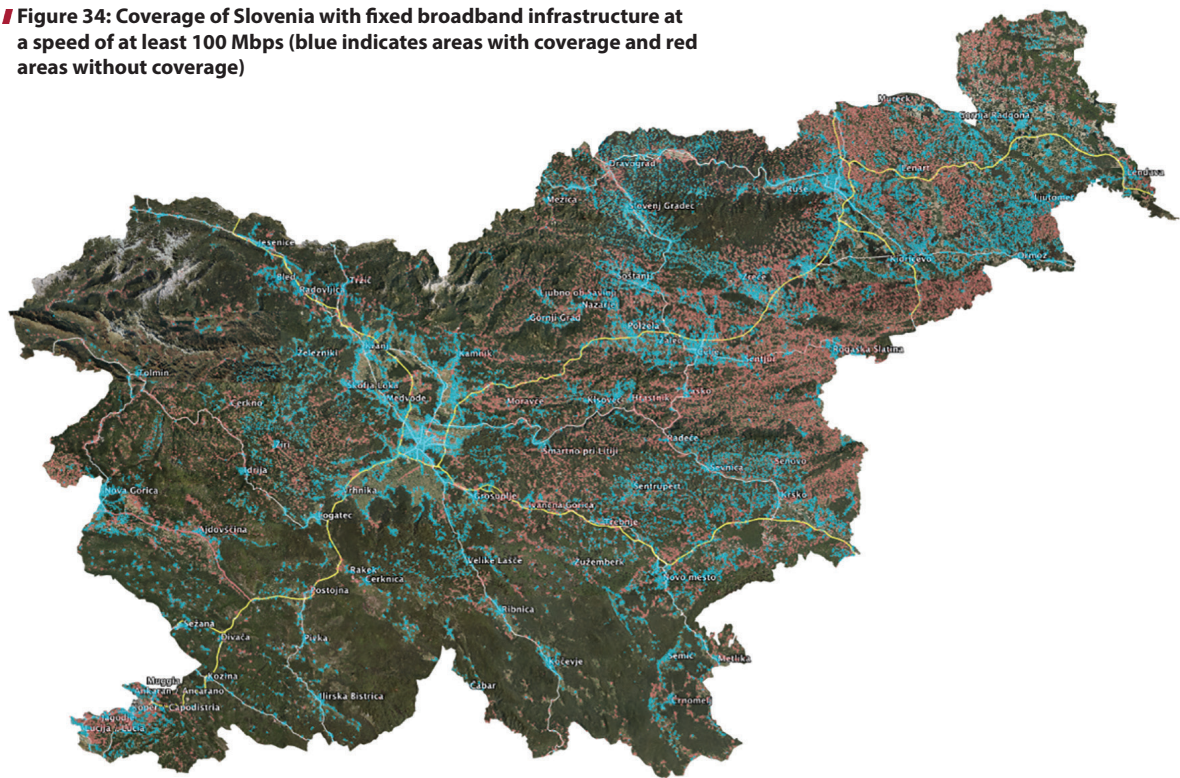 Figure 34: Coverage of Slovenia with fixed broadband infrastructure at
a speed of at least 100 Mbps (blue indicates areas with coverage and red
areas without coverage)
Mureck
Gornja Radgona
Dravograd
Lenart
Lendava
Ruše
Mežica
Slovenj Gradec
Ljutomer
Jesenice
Kidričevo
Ormož
Bled
Tržič
Šoštanj
Zreče
Radovljica
Ljubno ob Savinji
Nazarje
Gornji Grad
Polzela
Kranj
Žalec
Železniki
Kamnik
Celje
Šentjur
Rogaška Slatina
Tolmin
Škofja Loka
Medvode
Laško
Cerkno
Moravče
Kisovec
Hrastnik
Radeče
Žiri
Šmartno pri Litiji
Idrija
Sevnica
Senovo
Nova Gorica
Vrhnika
Šentrupert
Krško
Grosuplje
Ivančna Gorica
Logatec
Trebnje
Ajdovščina
Velike Lašče
Žužemberk
Rakek
Cerknica
Novo mesto
Postojna
Ribnica
Sežana
Divača
Pivka
Semič
Metlika
Kočevje
Kozina
Muggia
Čabar
Ankaran / Ancarano
Ilirska Bistrica
Črnomelj
Koper - Capodistria
Jagodje
Lucija - Lucia